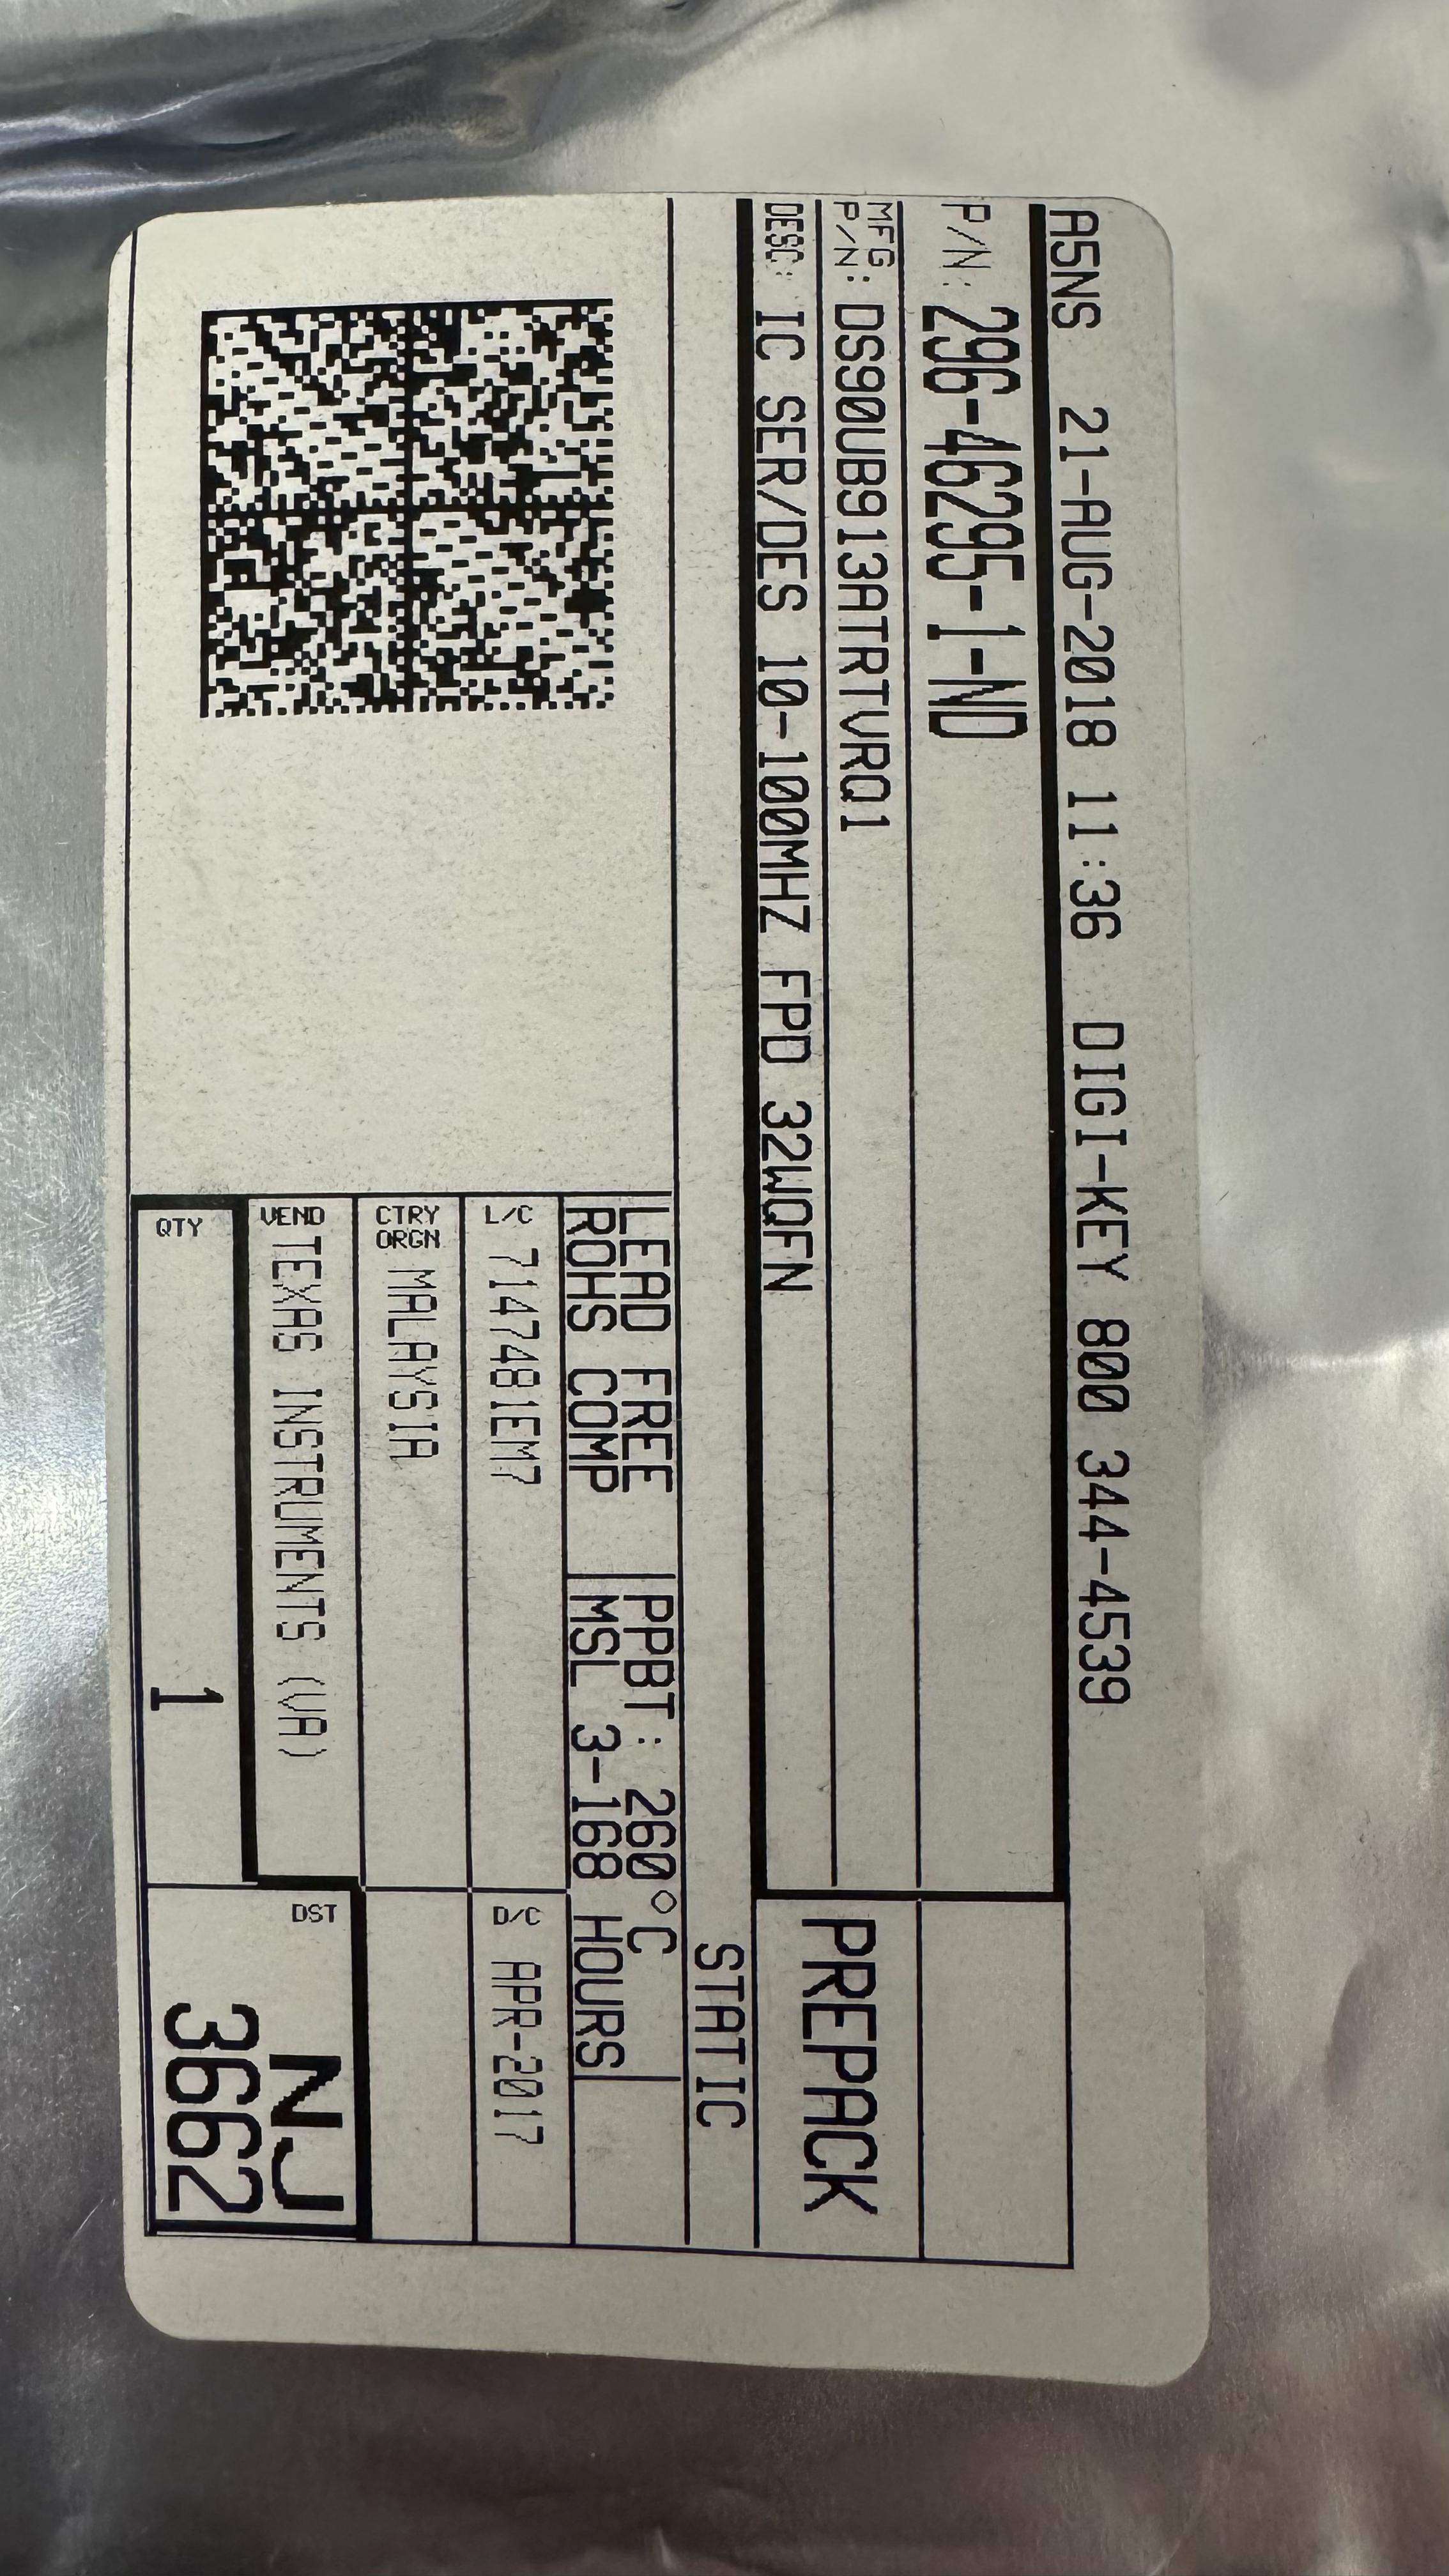 A5NS 21-AUG-2018 11:36 DIGI-KEY 800 344-4539
P/N: 296-46295-1-ND
MFG P/N: DS90UB913ATRTVRQ1
PREPACK
DESC: IC SER/DES 10-100MHZ FPD 32WQFN
STATIC
LEAD FREE PPBT: 260°C
ROHS COMP MSL 3-168 HOURS
L/C 7147481EM7 D/C APR-2017
CTRY ORGN MALAYSIA
VEND TEXAS INSTRUMENTS (VA)
DST NJ
QTY 1 3662